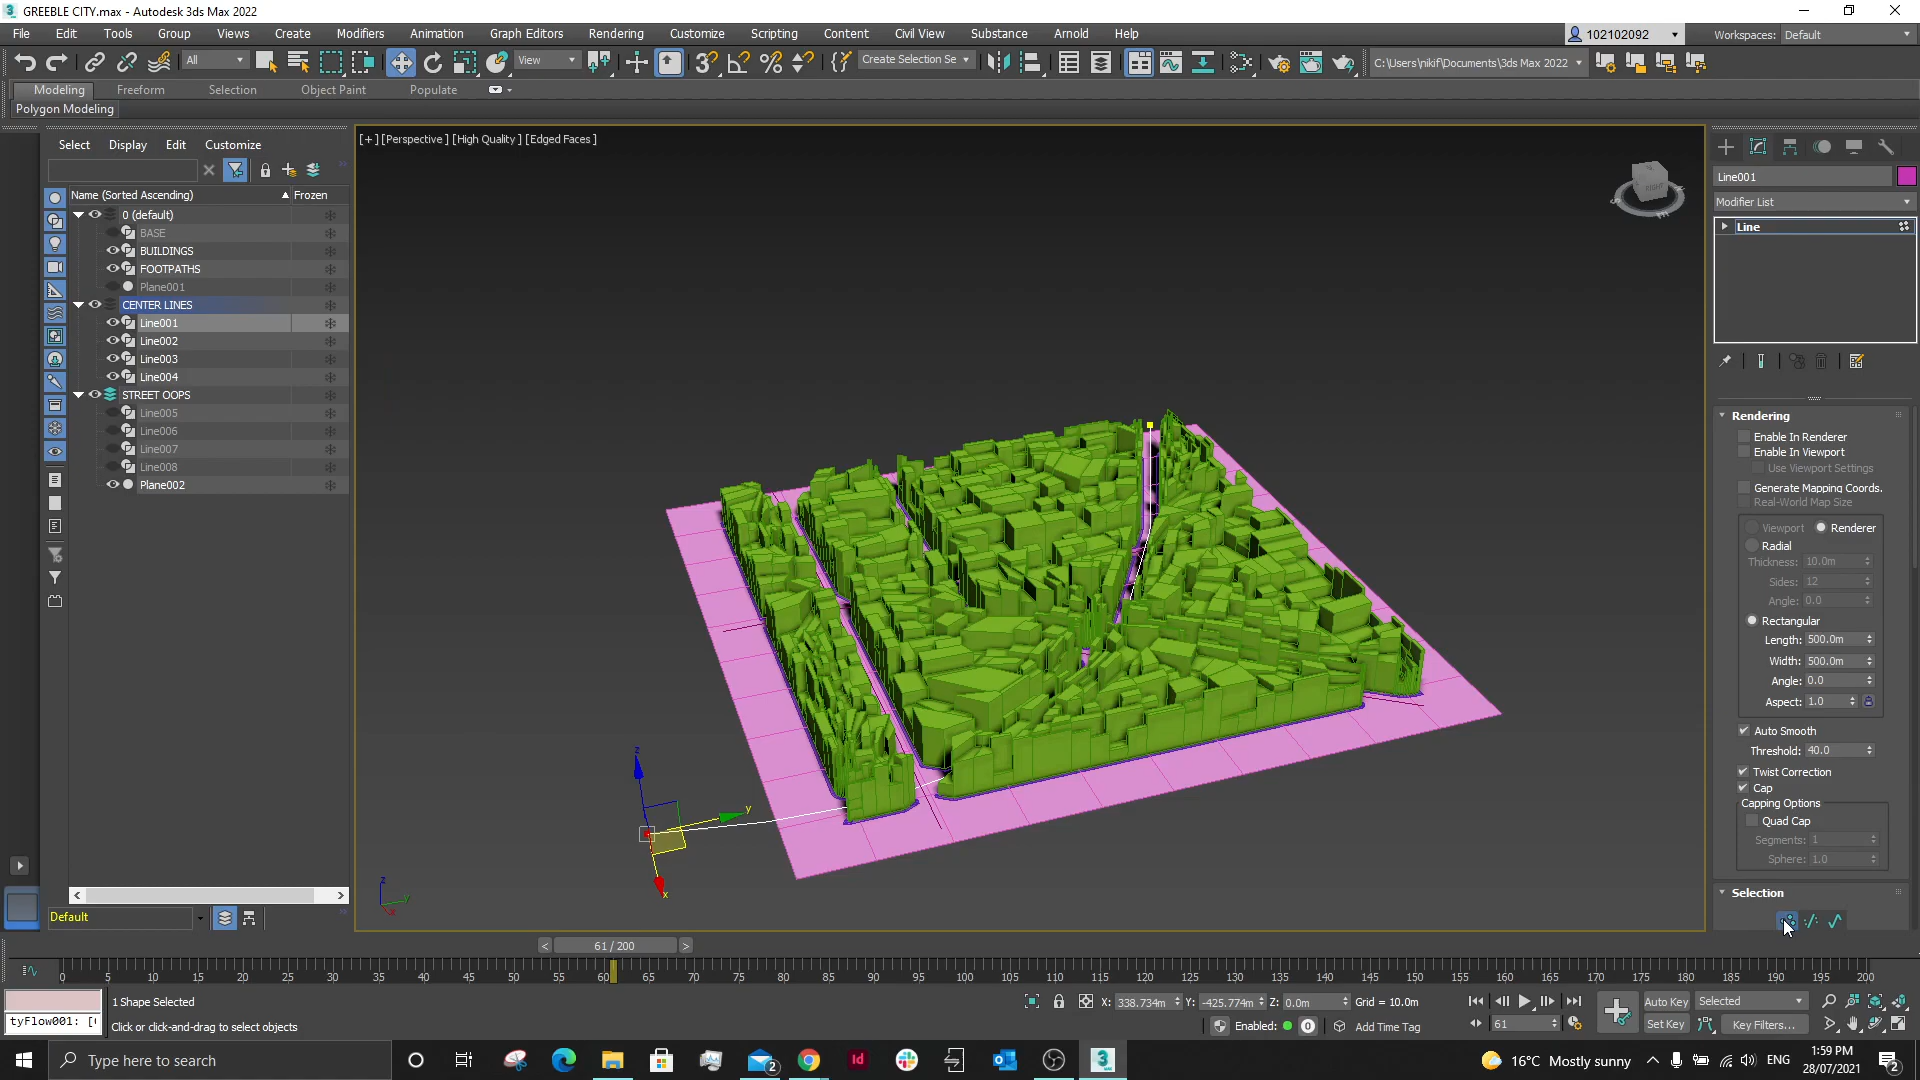 GREEBLE CITY.max - Autodesk 3ds Max 2022
File Edit Tools Group Views Create Modifiers Animation Graph Editors Rendering Customize Scripting Content Civil View Substance Arnold Help
102102092
Workspaces: Default
All
View
Create Selection Se
C:\Users\nikif\Documents\3ds Max 2022
Modeling Freeform Selection Object Paint Populate
Polygon Modeling
Select Display Edit Customize
[+] [Perspective] [High Quality] [Edged Faces]
RIGHT
Name (Sorted Ascending) Frozen
0 (default)
BASE
BUILDINGS
FOOTPATHS
Plane001
CENTER LINES
Line001
Line002
Line003
Line004
STREET OOPS
Line005
Line006
Line007
Line008
Plane002
Default
z
y
x
Line001
Modifier List
Line
Rendering
Enable In Renderer
Enable In Viewport
Use Viewport Settings
Generate Mapping Coords.
Real-World Map Size
Viewport Renderer
Radial
Thickness: 10.0m
Sides: 12
Angle: 0.0
Rectangular
Length: 500.0m
Width: 500.0m
Angle: 0.0
Aspect: 1.0
Auto Smooth
Threshold: 40.0
Twist Correction
Cap
Capping Options
Quad Cap
Segments: 1
Sphere: 1.0
Selection
< 61 / 200 >
0 5 10 15 20 25 30 35 40 45 50 55 60 65 70 75 80 85 90 95 100 105 110 115 120 125 130 135 140 145 150 155 160 165 170 175 180 185 190 195 200
1 Shape Selected
X: 338.734m Y: -425.774m Z: 0.0m Grid = 10.0m
Auto Key Selected
tyFlow001: [
Click or click-and-drag to select objects
Enabled: 0 Add Time Tag
61
Set Key Key Filters...
Type here to search
16°C Mostly sunny
ENG
1:59 PM
28/07/2021